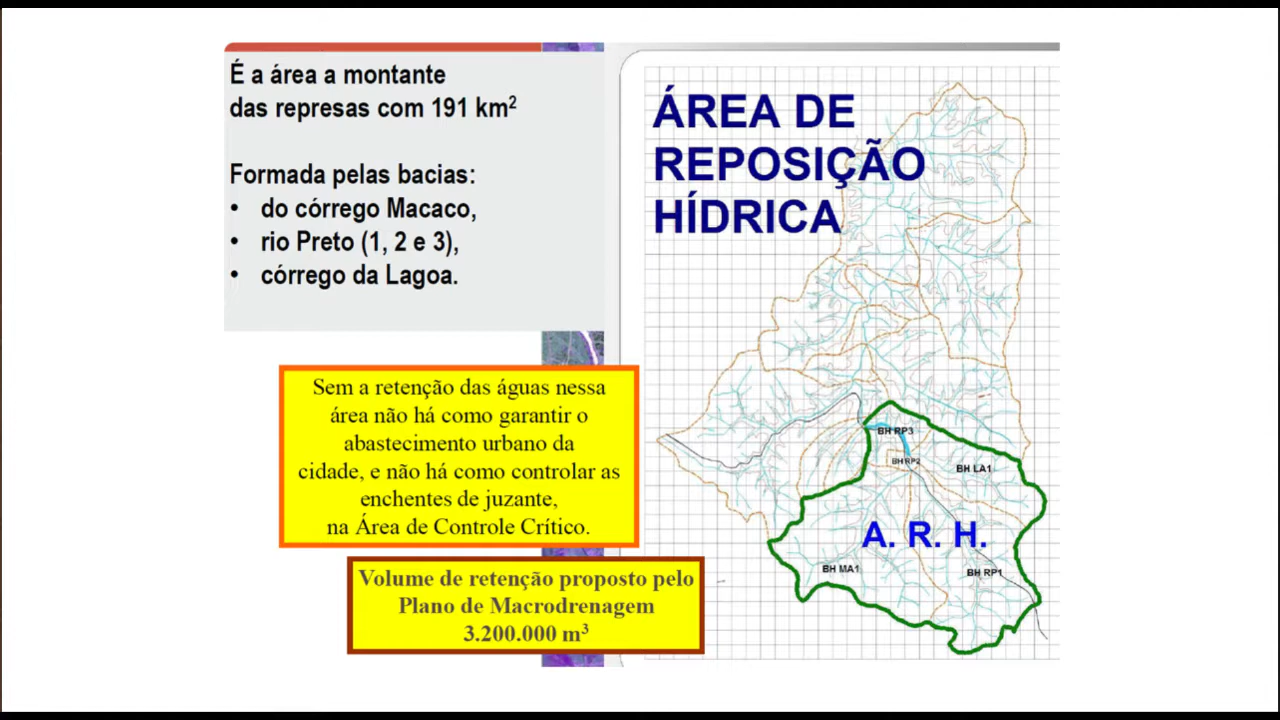 É a área a montante
das represas com 191 km²
Formada pelas bacias:
• do córrego Macaco,
• rio Preto (1, 2 e 3),
• córrego da Lagoa.
ÁREA DE
REPOSIÇÃO
HÍDRICA
Sem a retenção das águas nessa
área não há como garantir o
abastecimento urbano da
cidade, e não há como controlar as
enchentes de juzante,
na Área de Controle Crítico.
Volume de retenção proposto pelo
Plano de Macrodrenagem
3.200.000 m³
BH RP3
BH RP2
BH LA1
A. R. H.
BH MA1
BH RP1